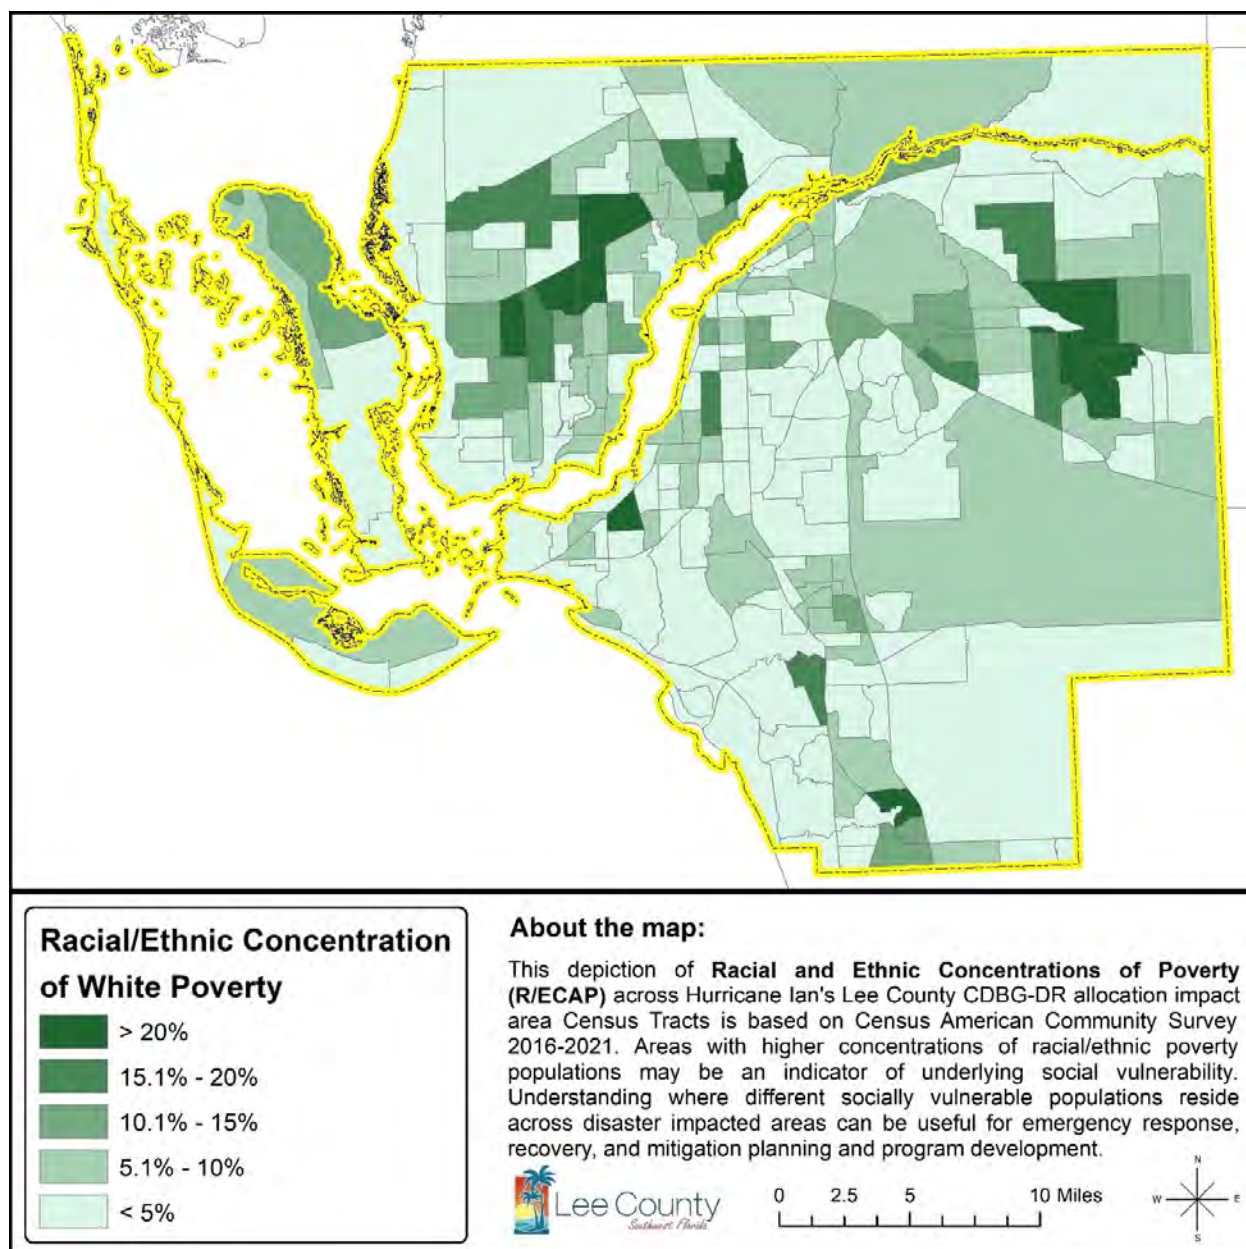 Racial/Ethnic Concentration
of White Poverty
> 20%
15.1% - 20%
10.1% - 15%
5.1% - 10%
< 5%
About the map:
This depiction of Racial and Ethnic Concentrations of Poverty
(R/ECAP) across Hurricane Ian's Lee County CDBG-DR allocation impact
area Census Tracts is based on Census American Community Survey
2016-2021. Areas with higher concentrations of racial/ethnic poverty
populations may be an indicator of underlying social vulnerability.
Understanding where different socially vulnerable populations reside
across disaster impacted areas can be useful for emergency response,
recovery, and mitigation planning and program development.
Lee County
Southwest Florida
0 2.5 5 10 Miles
N
W E
S